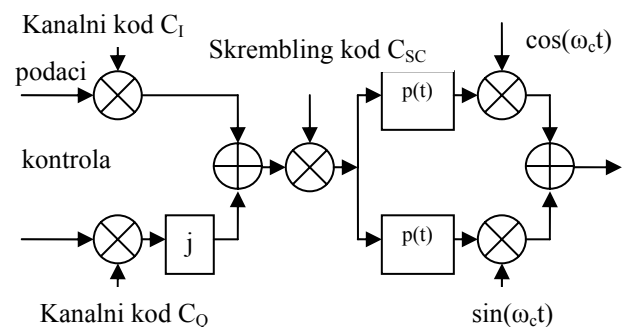 Kanalni kod C_I
Skrembling kod C_SC
cos(ω_ct)
podaci
p(t)
kontrola
j
p(t)
Kanalni kod C_Q
sin(ω_ct)